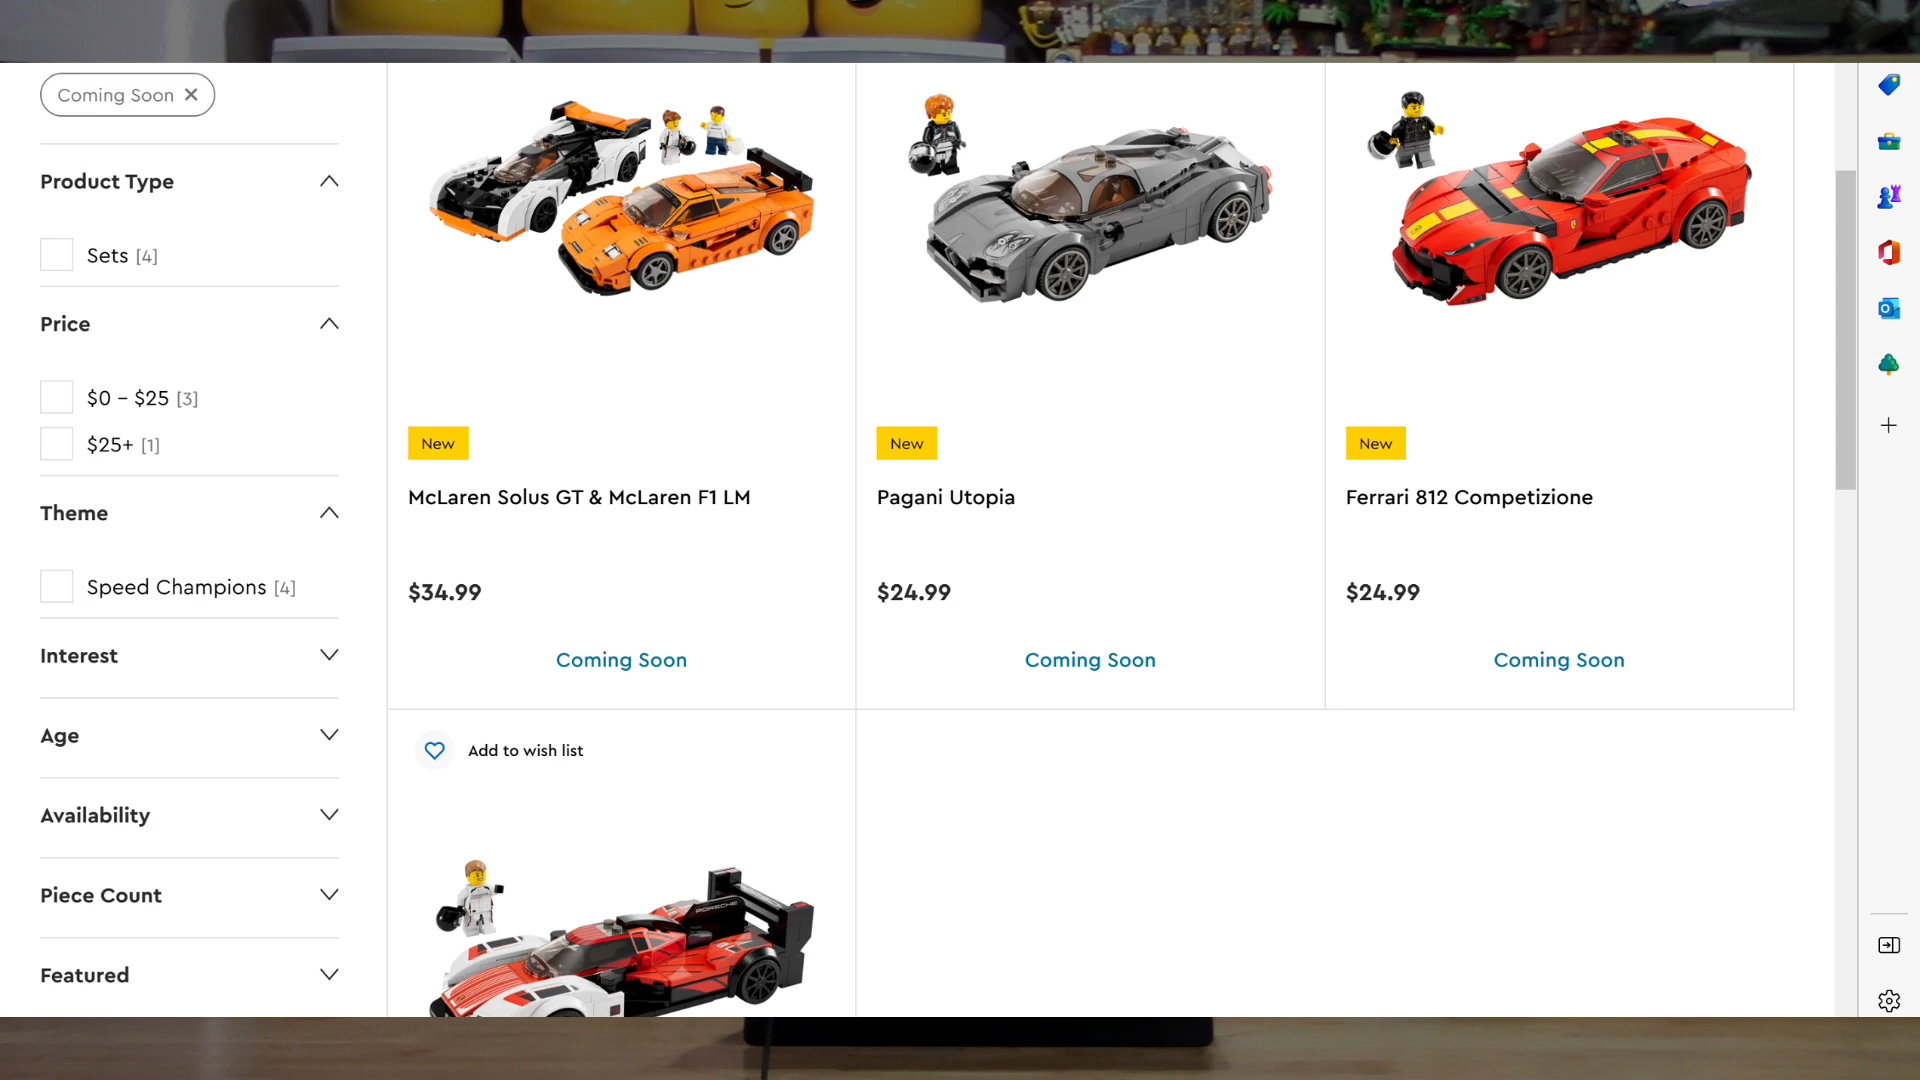 Coming Soon
Product Type
Sets [4]
Price
$0 – $25 [3]
$25+ [1]
Theme
Speed Champions [4]
Interest
Age
Availability
Piece Count
Featured
New
McLaren Solus GT & McLaren F1 LM
$34.99
Coming Soon
New
Pagani Utopia
$24.99
Coming Soon
New
Ferrari 812 Competizione
$24.99
Coming Soon
Add to wish list
PORSCHE